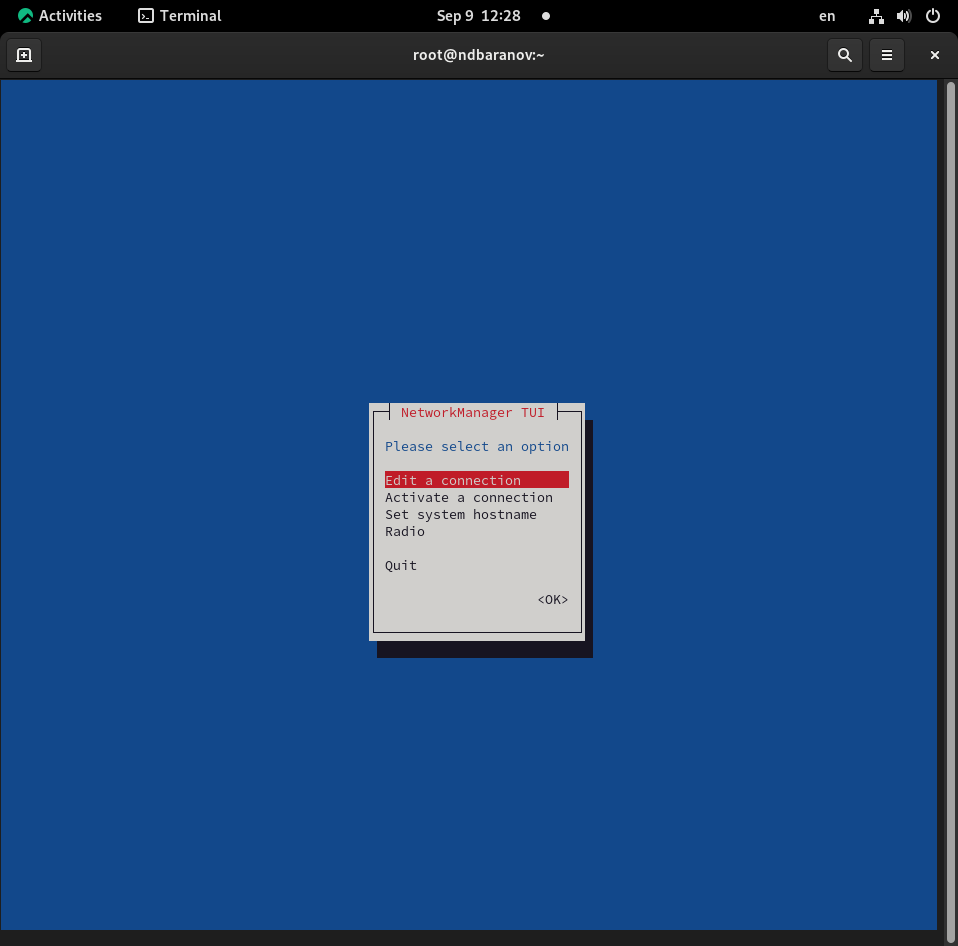 Activities Terminal Sep 9 12:28 en
root@ndbaranov:~
NetworkManager TUI
Please select an option
Edit a connection
Activate a connection
Set system hostname
Radio
Quit
<OK>